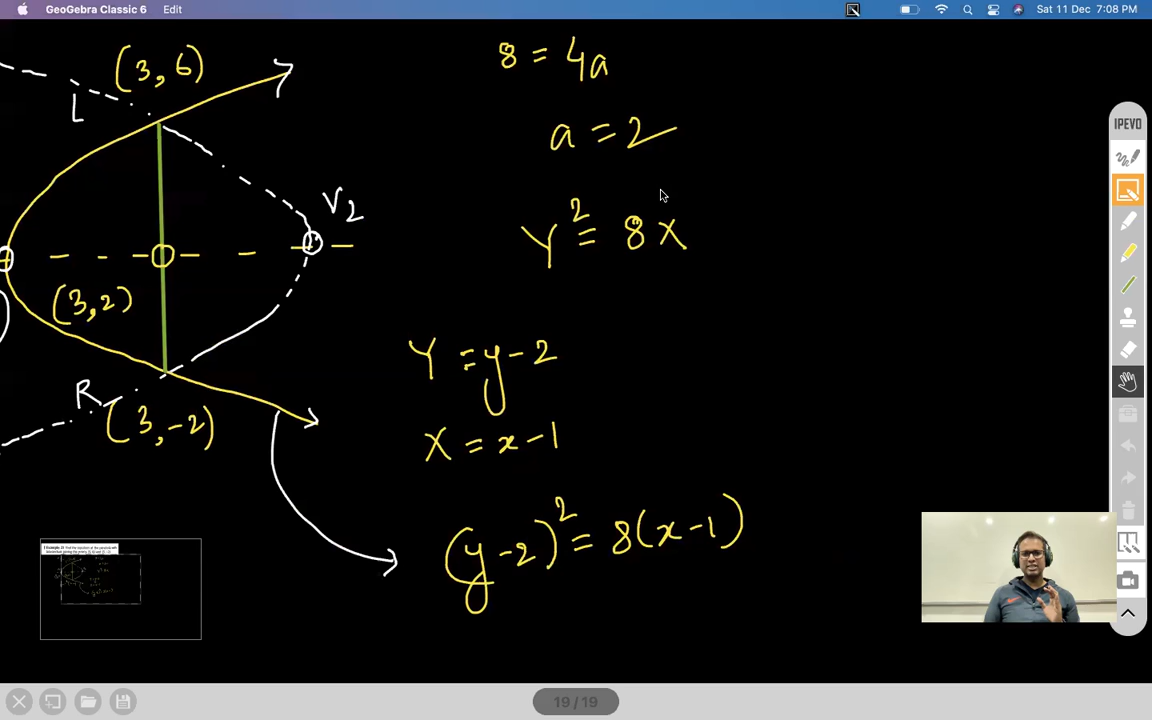 GeoGebra Classic 6 Edit
Sat 11 Dec 7:08 PM
(3, 6)
L
V2
(3, 2)
R
(3, -2)
8 = 4a
a = 2
Y² = 8X
Y = y - 2
X = x - 1
(y - 2)² = 8(x - 1)
IPEVO
19 / 19